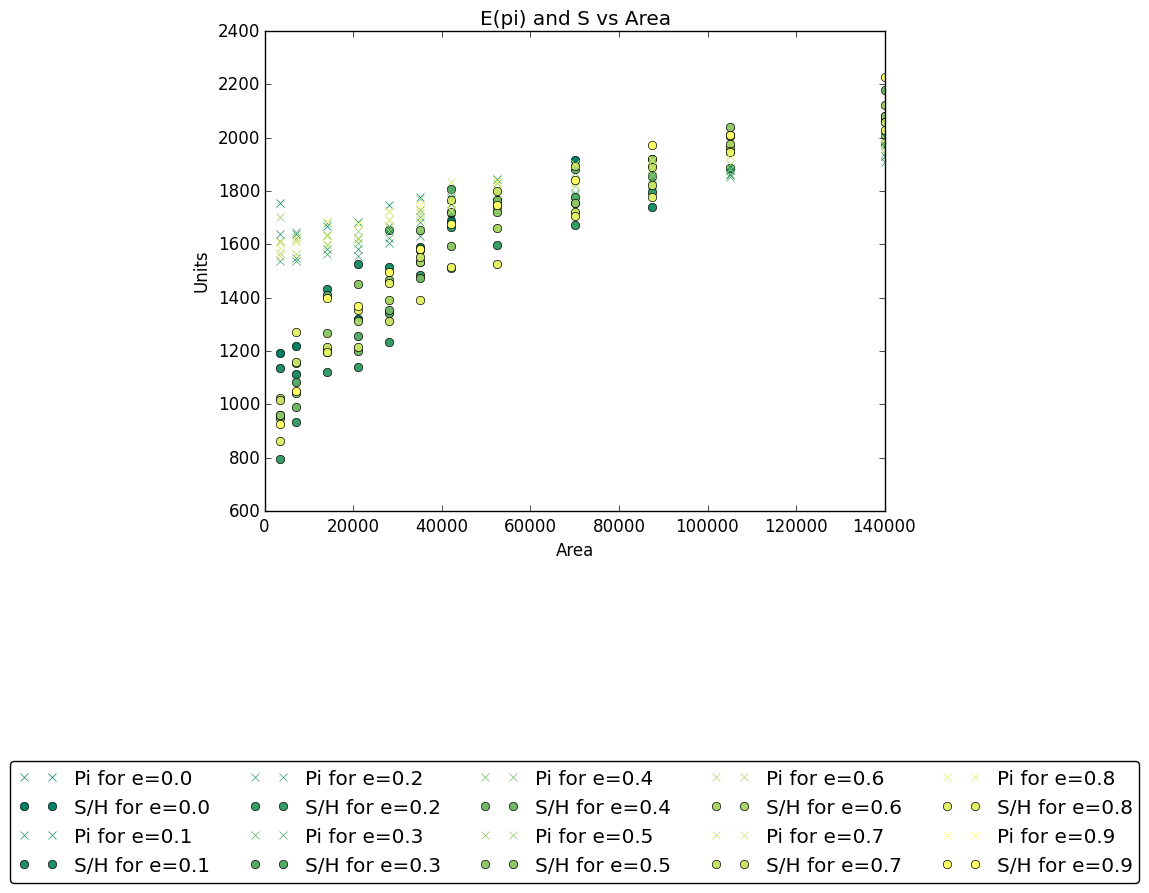 E(pi) and S vs Area
2400
2200
2000
1800
1600
1400
1200
1000
800
600
Units
0 20000 40000 60000 80000 100000 120000 140000
Area
Pi for e=0.0 Pi for e=0.2 Pi for e=0.4 Pi for e=0.6 Pi for e=0.8
S/H for e=0.0 S/H for e=0.2 S/H for e=0.4 S/H for e=0.6 S/H for e=0.8
Pi for e=0.1 Pi for e=0.3 Pi for e=0.5 Pi for e=0.7 Pi for e=0.9
S/H for e=0.1 S/H for e=0.3 S/H for e=0.5 S/H for e=0.7 S/H for e=0.9